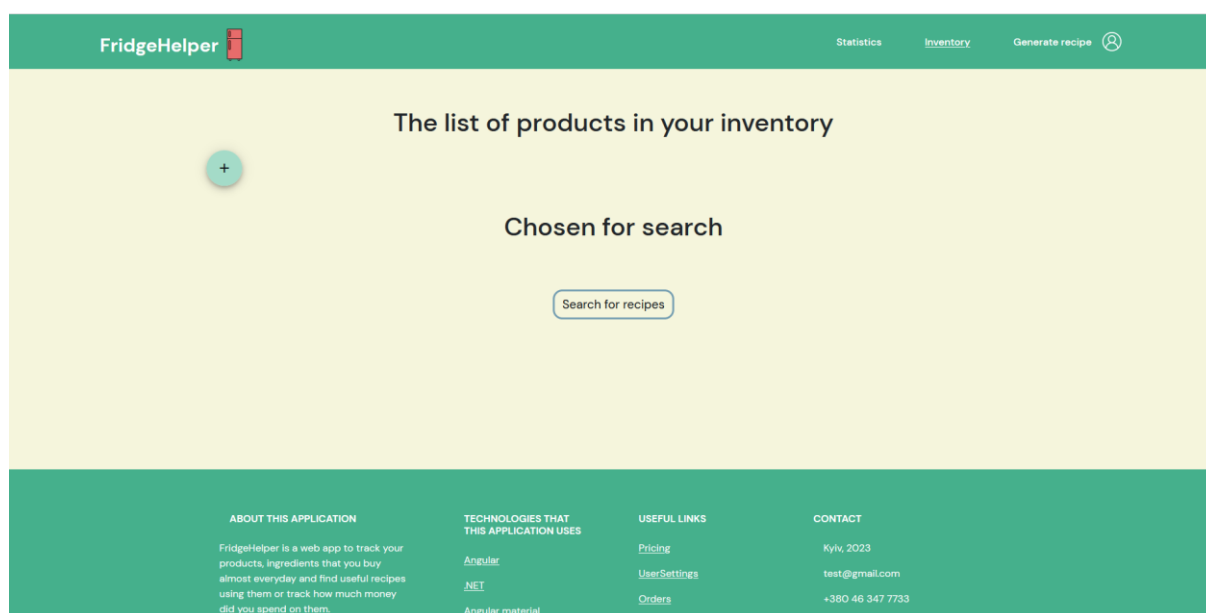 FridgeHelper
Statistics
Inventory
Generate recipe
The list of products in your inventory
+
Chosen for search
Search for recipes
ABOUT THIS APPLICATION
FridgeHelper is a web app to track your
products, ingredients that you buy
almost everyday and find useful recipes
using them or track how much money
did you spend on them.
TECHNOLOGIES THAT
THIS APPLICATION USES
Angular
.NET
Angular material
USEFUL LINKS
Pricing
UserSettings
Orders
CONTACT
Kyiv, 2023
test@gmail.com
+380 46 347 7733